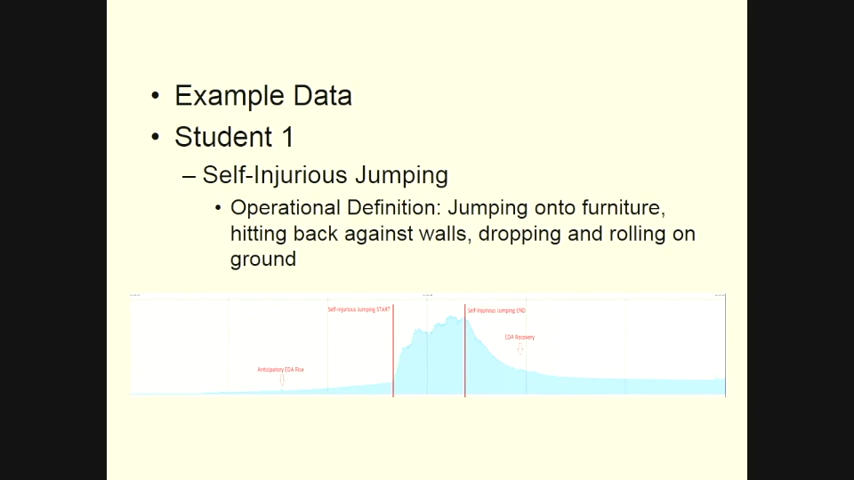 • Example Data
• Student 1
– Self-Injurious Jumping
• Operational Definition: Jumping onto furniture,
hitting back against walls, dropping and rolling on
ground
Self-injurious Jumping START
Self-injurious Jumping END
EDA Recovery
Anticipatory EDA Rise